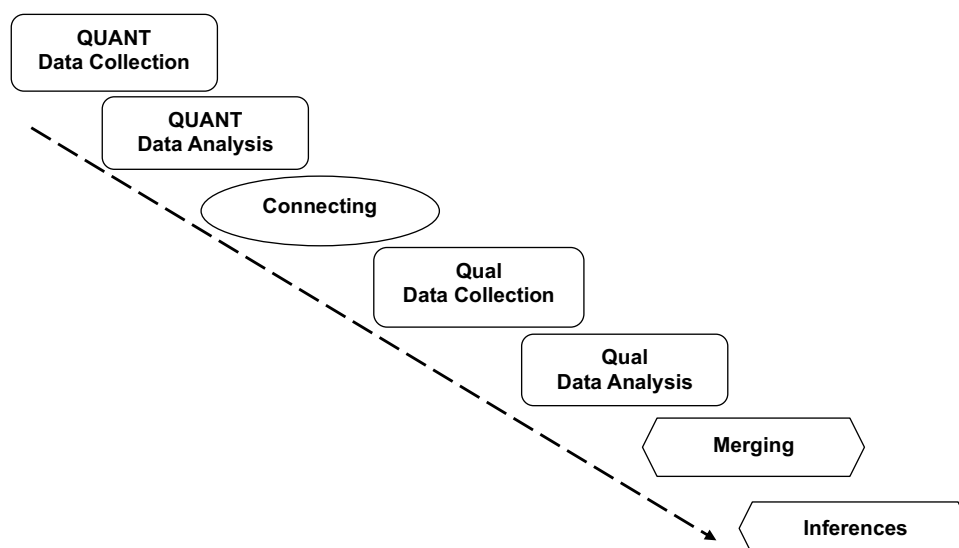 QUANT
Data Collection
QUANT
Data Analysis
Connecting
Qual
Data Collection
Qual
Data Analysis
Merging
Inferences